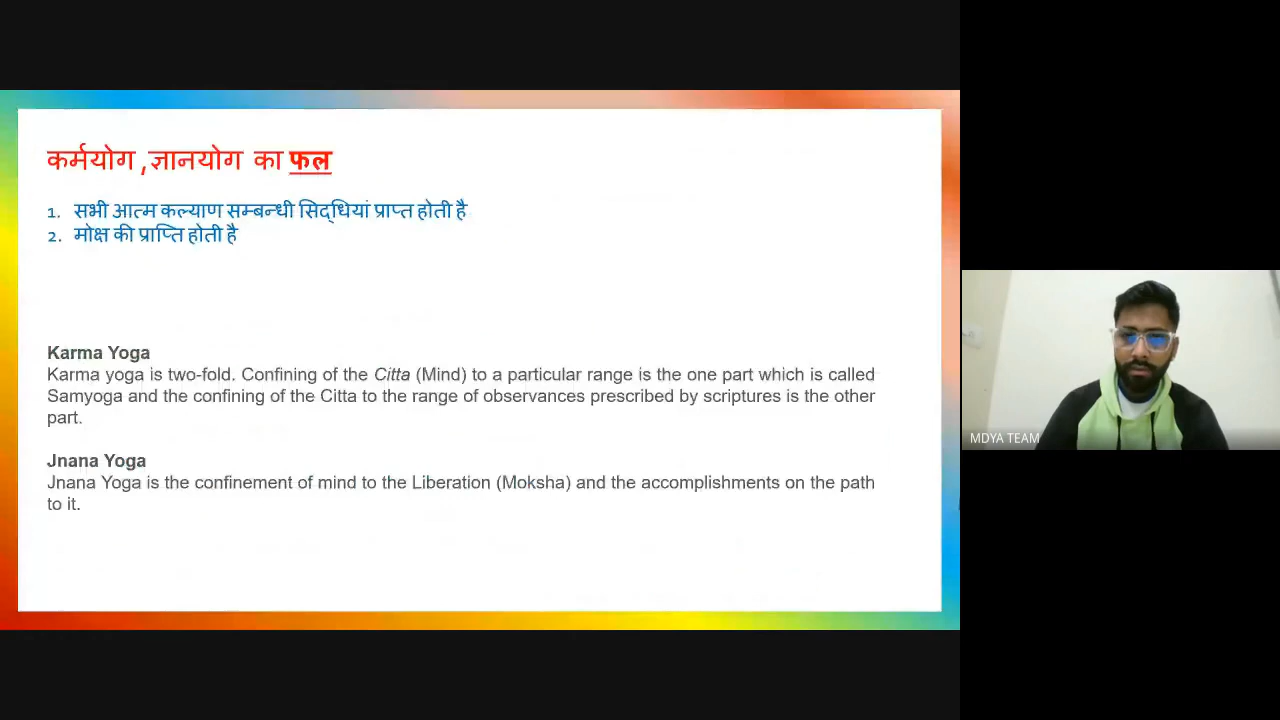 कर्मयोग ,ज्ञानयोग का फल
1. सभी आत्म कल्याण सम्बन्धी सिद्धियां प्राप्त होती है
2. मोक्ष की प्राप्ति होती है
Karma Yoga
Karma yoga is two-fold. Confining of the Citta (Mind) to a particular range is the one part which is called
Samyoga and the confining of the Citta to the range of observances prescribed by scriptures is the other
part.
Jnana Yoga
Jnana Yoga is the confinement of mind to the Liberation (Moksha) and the accomplishments on the path
to it.
MDYA TEAM